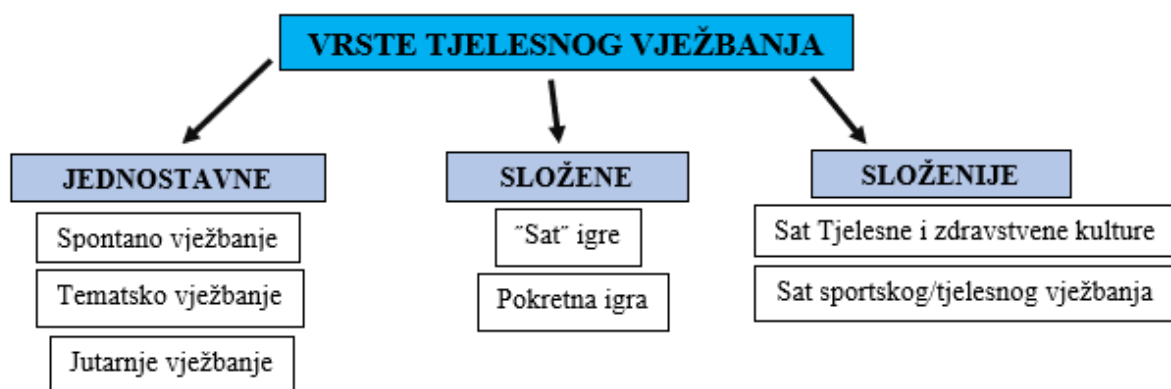 VRSTE TJELESNOG VJEŽBANJA
JEDNOSTAVNE
Spontano vježbanje
Tematsko vježbanje
Jutarnje vježbanje
SLOŽENE
˝Sat˝ igre
Pokretna igra
SLOŽENIJE
Sat Tjelesne i zdravstvene kulture
Sat sportskog/tjelesnog vježbanja